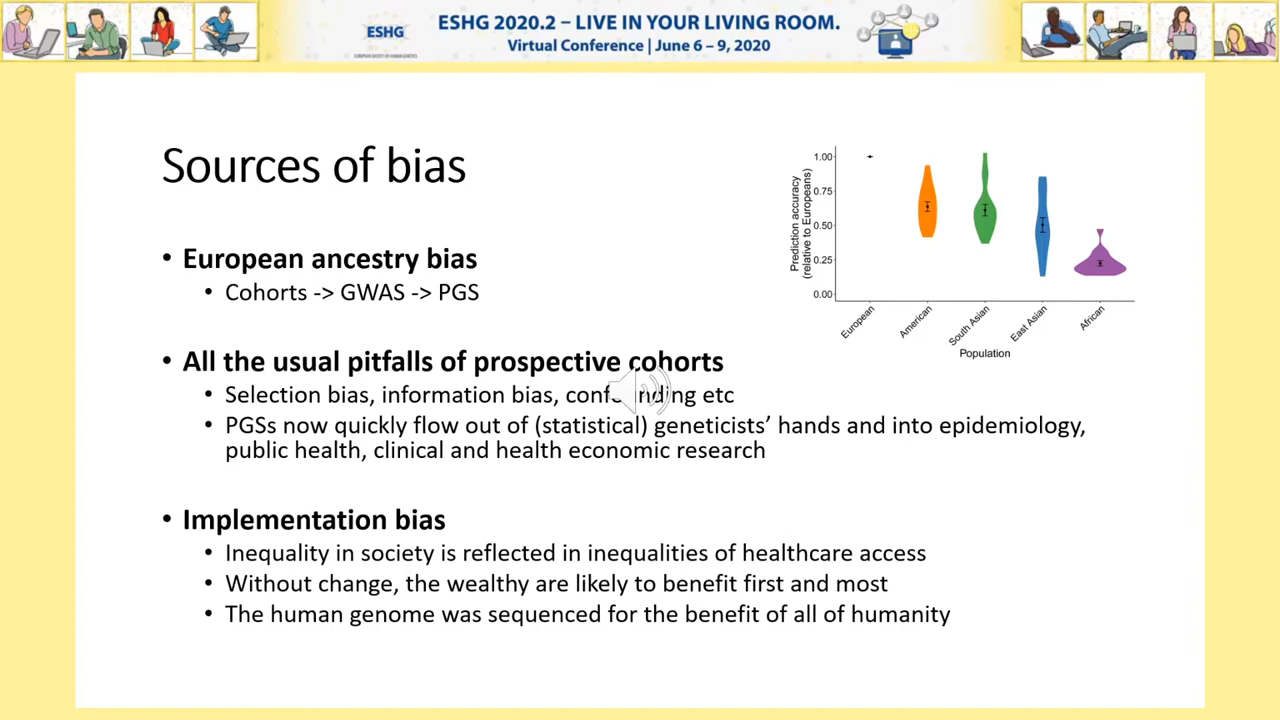 ESHG
EUROPEAN SOCIETY OF HUMAN GENETICS
ESHG 2020.2 – LIVE IN YOUR LIVING ROOM.
Virtual Conference | June 6 – 9, 2020
Sources of bias
• European ancestry bias
• Cohorts -> GWAS -> PGS
• All the usual pitfalls of prospective cohorts
• Selection bias, information bias, confounding etc
• PGSs now quickly flow out of (statistical) geneticists’ hands and into epidemiology,
public health, clinical and health economic research
• Implementation bias
• Inequality in society is reflected in inequalities of healthcare access
• Without change, the wealthy are likely to benefit first and most
• The human genome was sequenced for the benefit of all of humanity
Prediction accuracy
(relative to Europeans)
1.00
0.75
0.50
0.25
0.00
European
American
South Asian
East Asian
African
Population